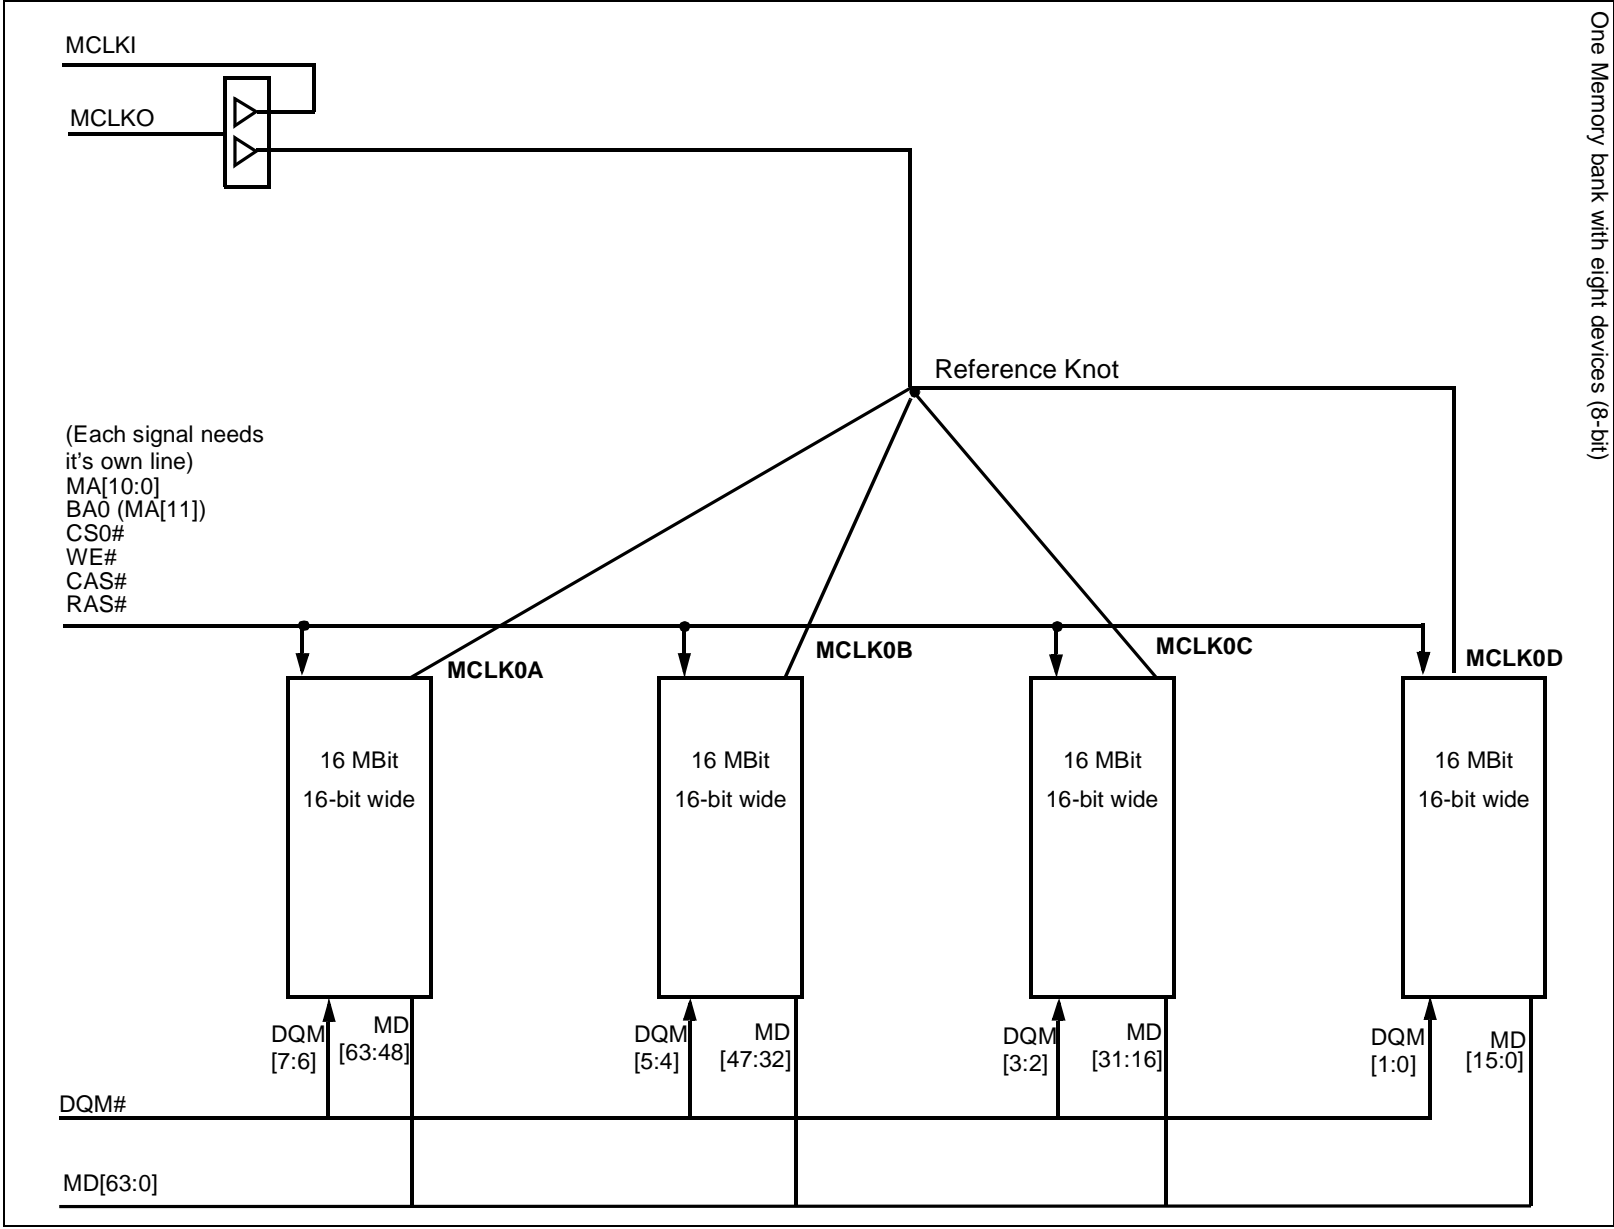 One Memory bank with eight devices (8-bit)
MCLKI
MCLKO
Reference Knot
(Each signal needs
it's own line)
MA[10:0]
BA0 (MA[11])
CS0#
WE#
CAS#
RAS#
MCLK0A
MCLK0B
MCLK0C
MCLK0D
16 MBit
16-bit wide
16 MBit
16-bit wide
16 MBit
16-bit wide
16 MBit
16-bit wide
DQM
[7:6]
MD
[63:48]
DQM
[5:4]
MD
[47:32]
DQM
[3:2]
MD
[31:16]
DQM
[1:0]
MD
[15:0]
DQM#
MD[63:0]